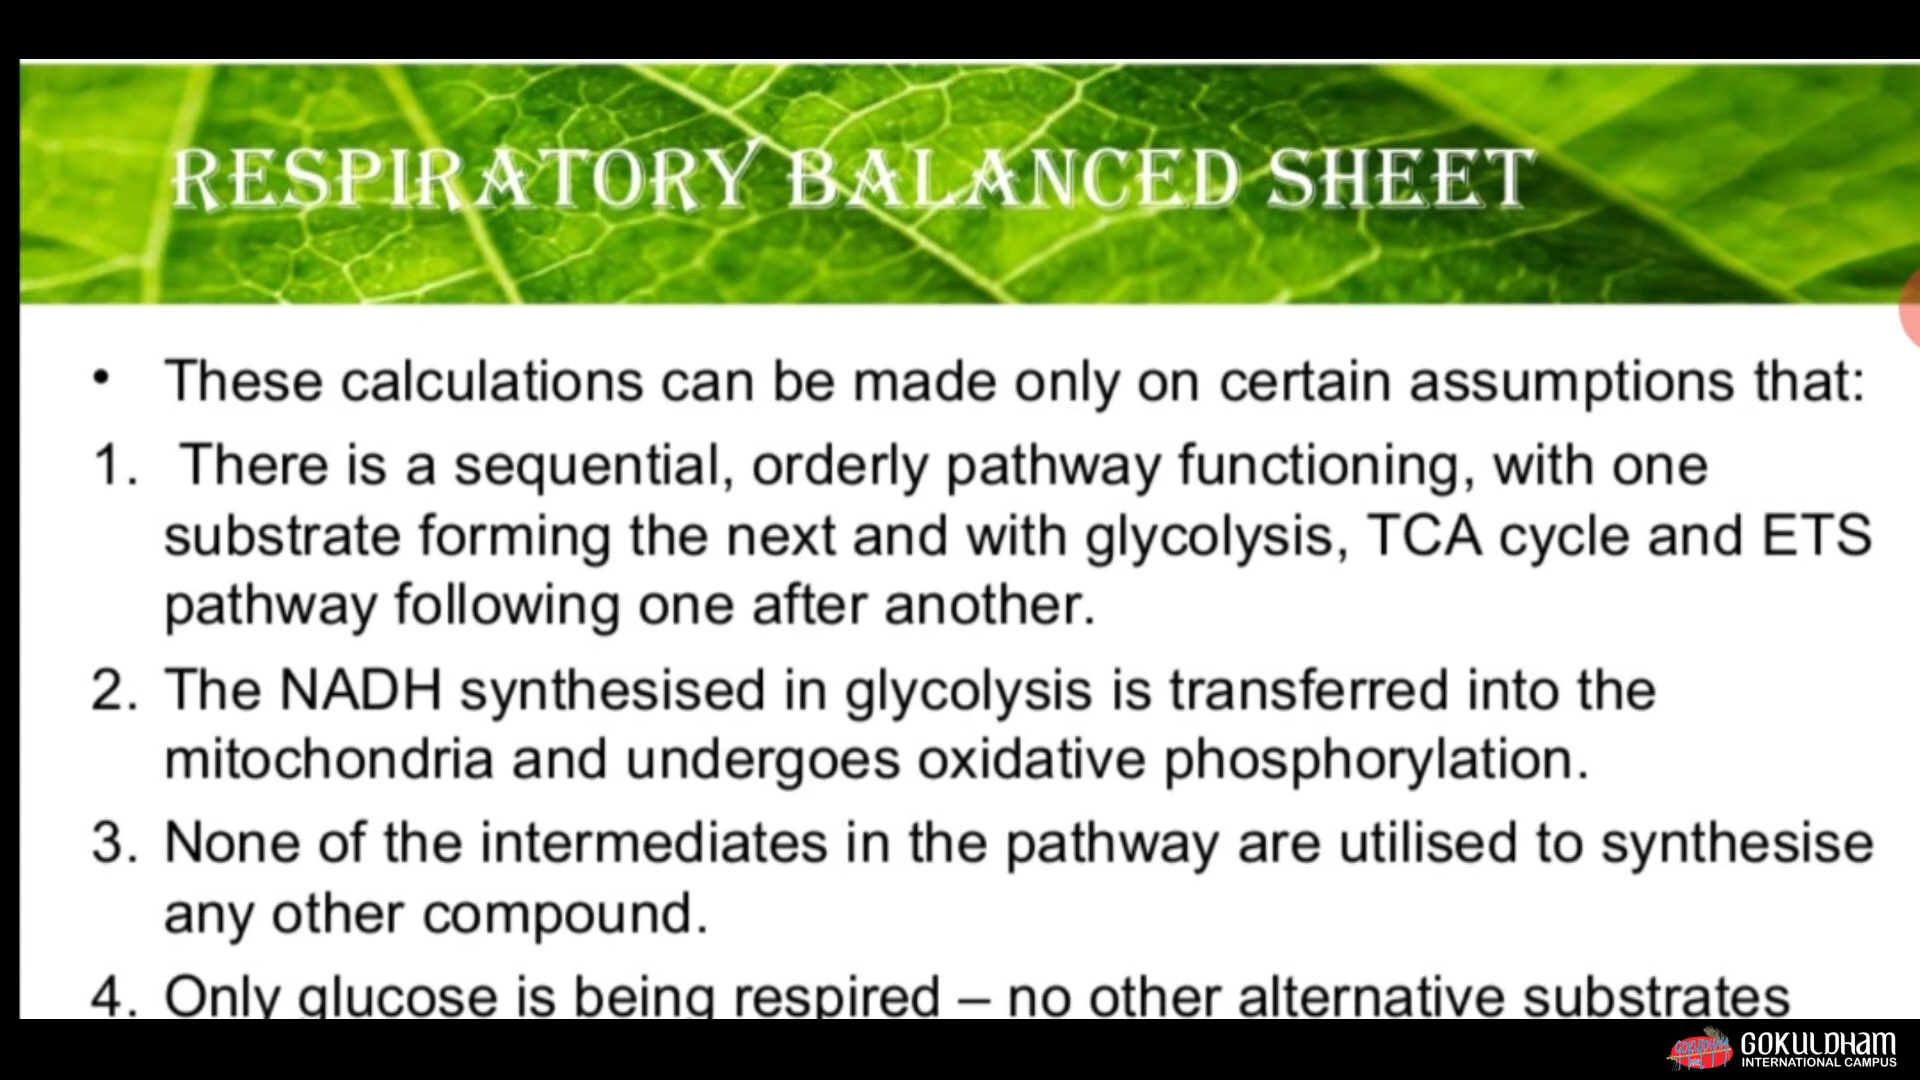 RESPIRATORY BALANCED SHEET
• These calculations can be made only on certain assumptions that:
1. There is a sequential, orderly pathway functioning, with one
substrate forming the next and with glycolysis, TCA cycle and ETS
pathway following one after another.
2. The NADH synthesised in glycolysis is transferred into the
mitochondria and undergoes oxidative phosphorylation.
3. None of the intermediates in the pathway are utilised to synthesise
any other compound.
4. Only glucose is being respired – no other alternative substrates
GOKULDHAM
INTERNATIONAL CAMPUS